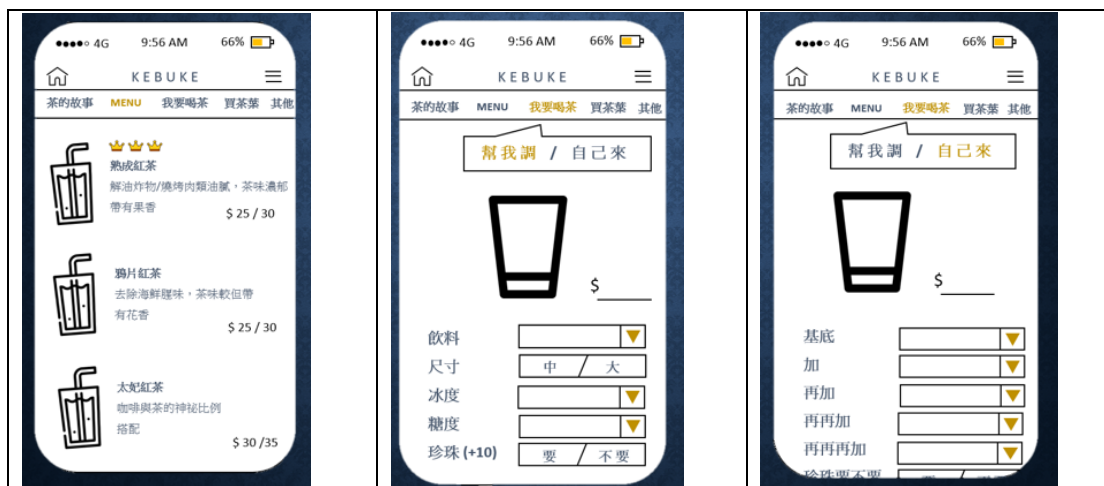 4G 9:56 AM 66%
KEBUKE
茶的故事 MENU 我要喝茶 買茶葉 其他
熟成紅茶
解油炸物/燒烤肉類油膩，茶味濃郁
帶有果香
$ 25 / 30
鴉片紅茶
去除海鮮腥味，茶味較但帶
有花香
$ 25 / 30
太妃紅茶
咖啡與茶的神祕比例
搭配
$ 30 /35
4G 9:56 AM 66%
KEBUKE
茶的故事 MENU 我要喝茶 買茶葉 其他
幫我調 / 自己來
$
飲料
尺寸 中 / 大
冰度
糖度
珍珠 (+10) 要 / 不要
4G 9:56 AM 66%
KEBUKE
茶的故事 MENU 我要喝茶 買茶葉 其他
幫我調 / 自己來
$
基底
加
再加
再再加
再再再加
珍珠要不要